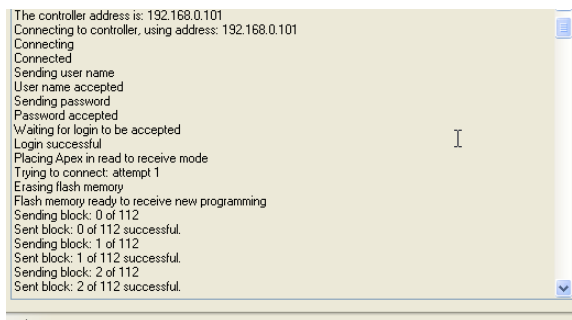 The controller address is: 192.168.0.101
Connecting to controller, using address: 192.168.0.101
Connecting
Connected
Sending user name
User name accepted
Sending password
Password accepted
Waiting for login to be accepted
Login successful
Placing Apex in read to receive mode
Trying to connect: attempt 1
Erasing flash memory
Flash memory ready to receive new programming
Sending block: 0 of 112
Sent block: 0 of 112 successful.
Sending block: 1 of 112
Sent block: 1 of 112 successful.
Sending block: 2 of 112
Sent block: 2 of 112 successful.